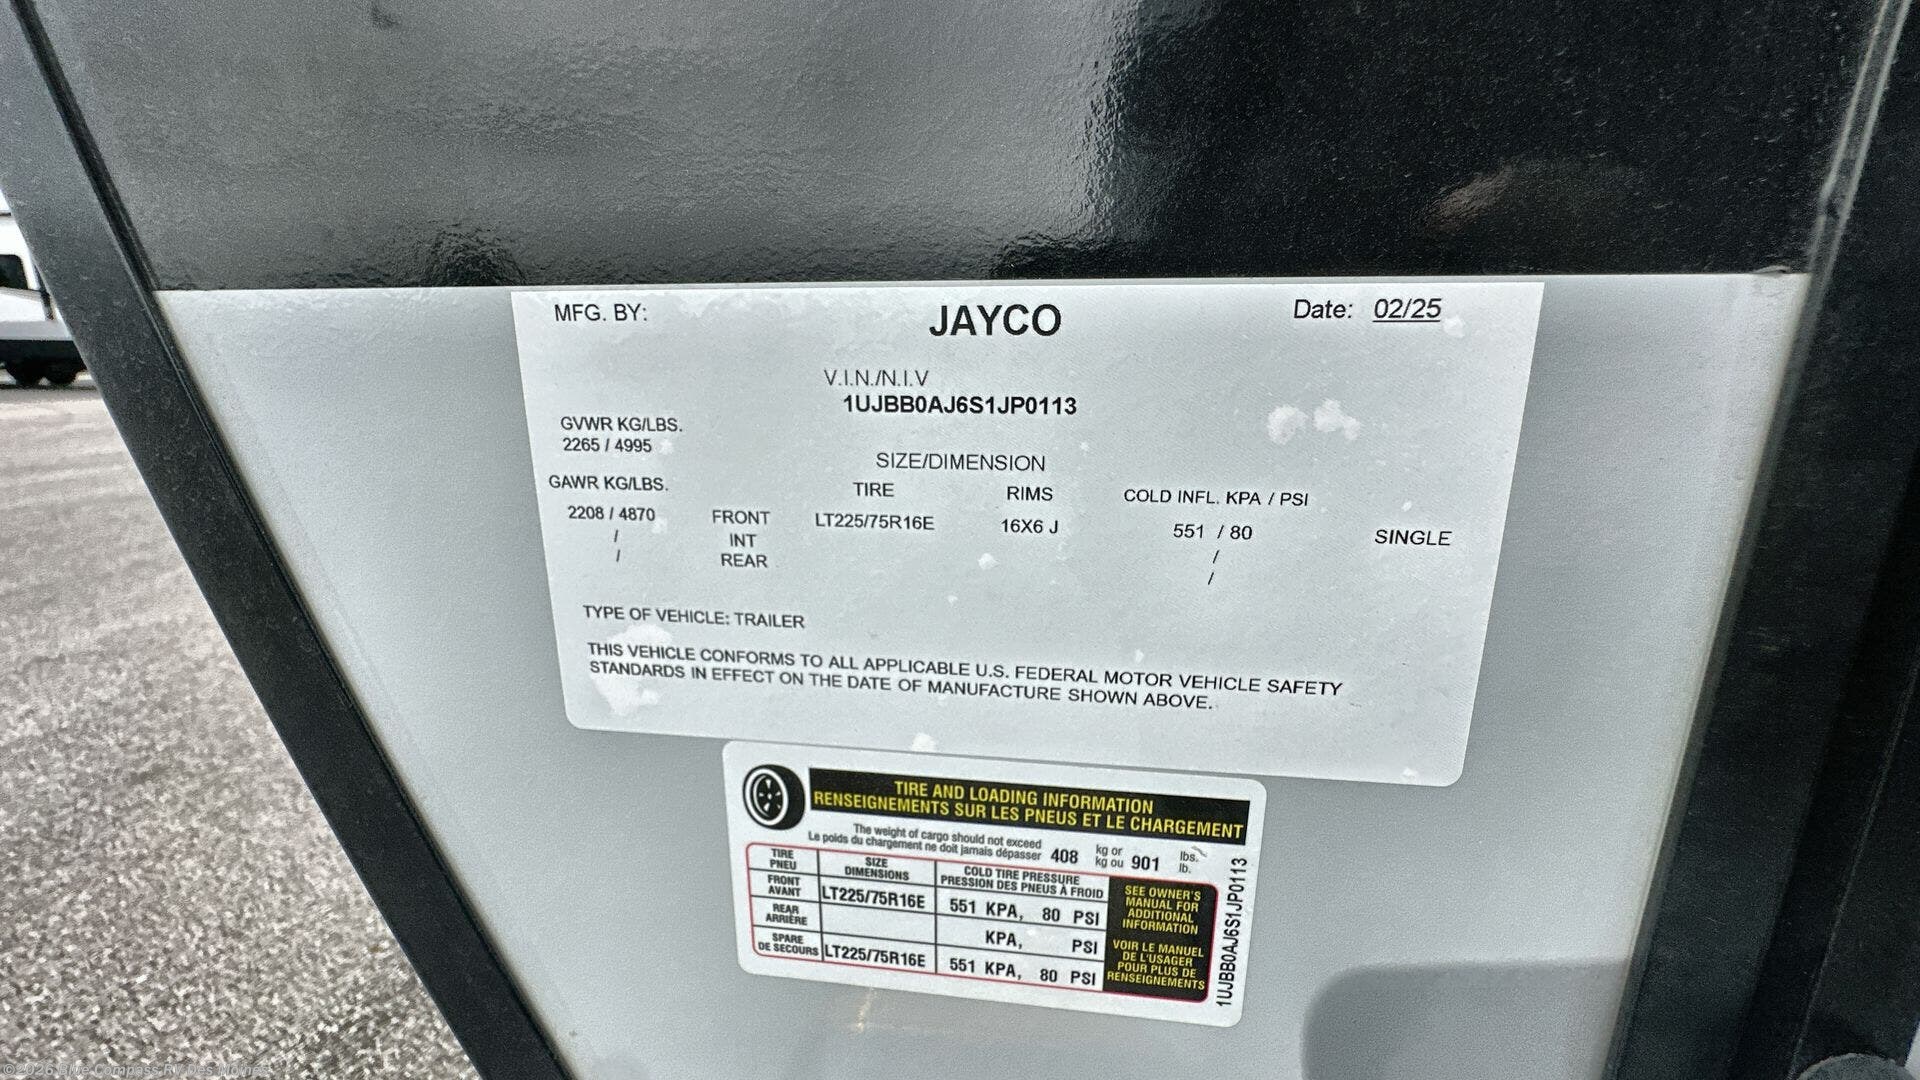 MFG. BY: JAYCO Date: 02/25
V.I.N./N.I.V
1UJBB0AJ6S1JP0113
GVWR KG/LBS.
2265 / 4995
SIZE/DIMENSION
GAWR KG/LBS. TIRE RIMS COLD INFL. KPA / PSI
2208 / 4870 FRONT LT225/75R16E 16X6 J 551 / 80 SINGLE
/ INT /
/ REAR /
TYPE OF VEHICLE: TRAILER
THIS VEHICLE CONFORMS TO ALL APPLICABLE U.S. FEDERAL MOTOR VEHICLE SAFETY
STANDARDS IN EFFECT ON THE DATE OF MANUFACTURE SHOWN ABOVE.
TIRE AND LOADING INFORMATION
RENSEIGNEMENTS SUR LES PNEUS ET LE CHARGEMENT
The weight of cargo should not exceed
Le poids du chargement ne doit jamais dépasser 408 kg or
kg ou 901 lbs.
lb.
TIRE
PNEU
SIZE
DIMENSIONS
COLD TIRE PRESSURE
PRESSION DES PNEUS À FROID
FRONT
AVANT
LT225/75R16E 551 KPA, 80 PSI
REAR
ARRIÈRE
KPA, PSI
SPARE
DE SECOURS
LT225/75R16E 551 KPA, 80 PSI
SEE OWNER'S
MANUAL FOR
ADDITIONAL
INFORMATION
VOIR LE MANUEL
DE L'USAGER
POUR PLUS DE
RENSEIGNEMENTS
1UJBB0AJ6S1JP0113
©2026 Blue Compass RV Des Moines